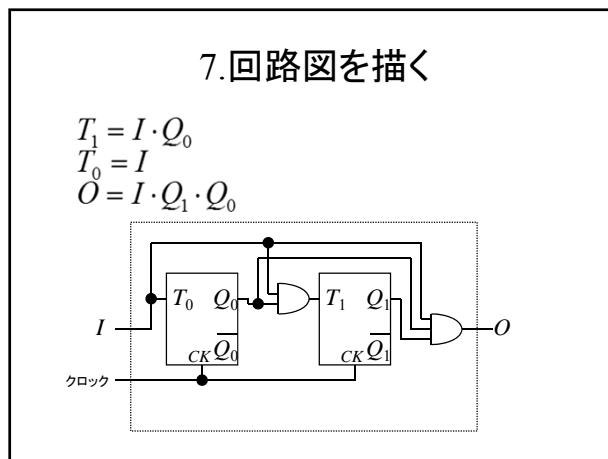 7.回路図を描く
T₁ = I · Q₀
T₀ = I
O = I · Q₁ · Q₀
T₀ Q₀ T₁ Q₁
I O
CK Q̅₀ CK Q̅₁
クロック